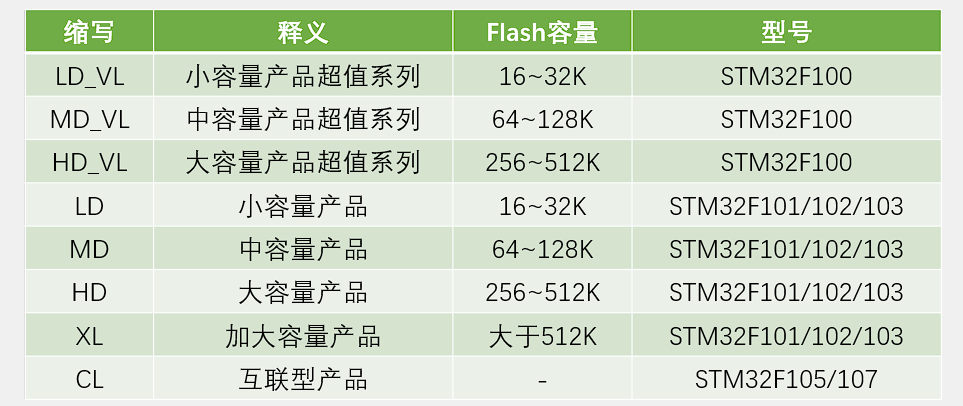 缩写 释义 Flash容量 型号
LD_VL 小容量产品超值系列 16~32K STM32F100
MD_VL 中容量产品超值系列 64~128K STM32F100
HD_VL 大容量产品超值系列 256~512K STM32F100
LD 小容量产品 16~32K STM32F101/102/103
MD 中容量产品 64~128K STM32F101/102/103
HD 大容量产品 256~512K STM32F101/102/103
XL 加大容量产品 大于512K STM32F101/102/103
CL 互联型产品 - STM32F105/107